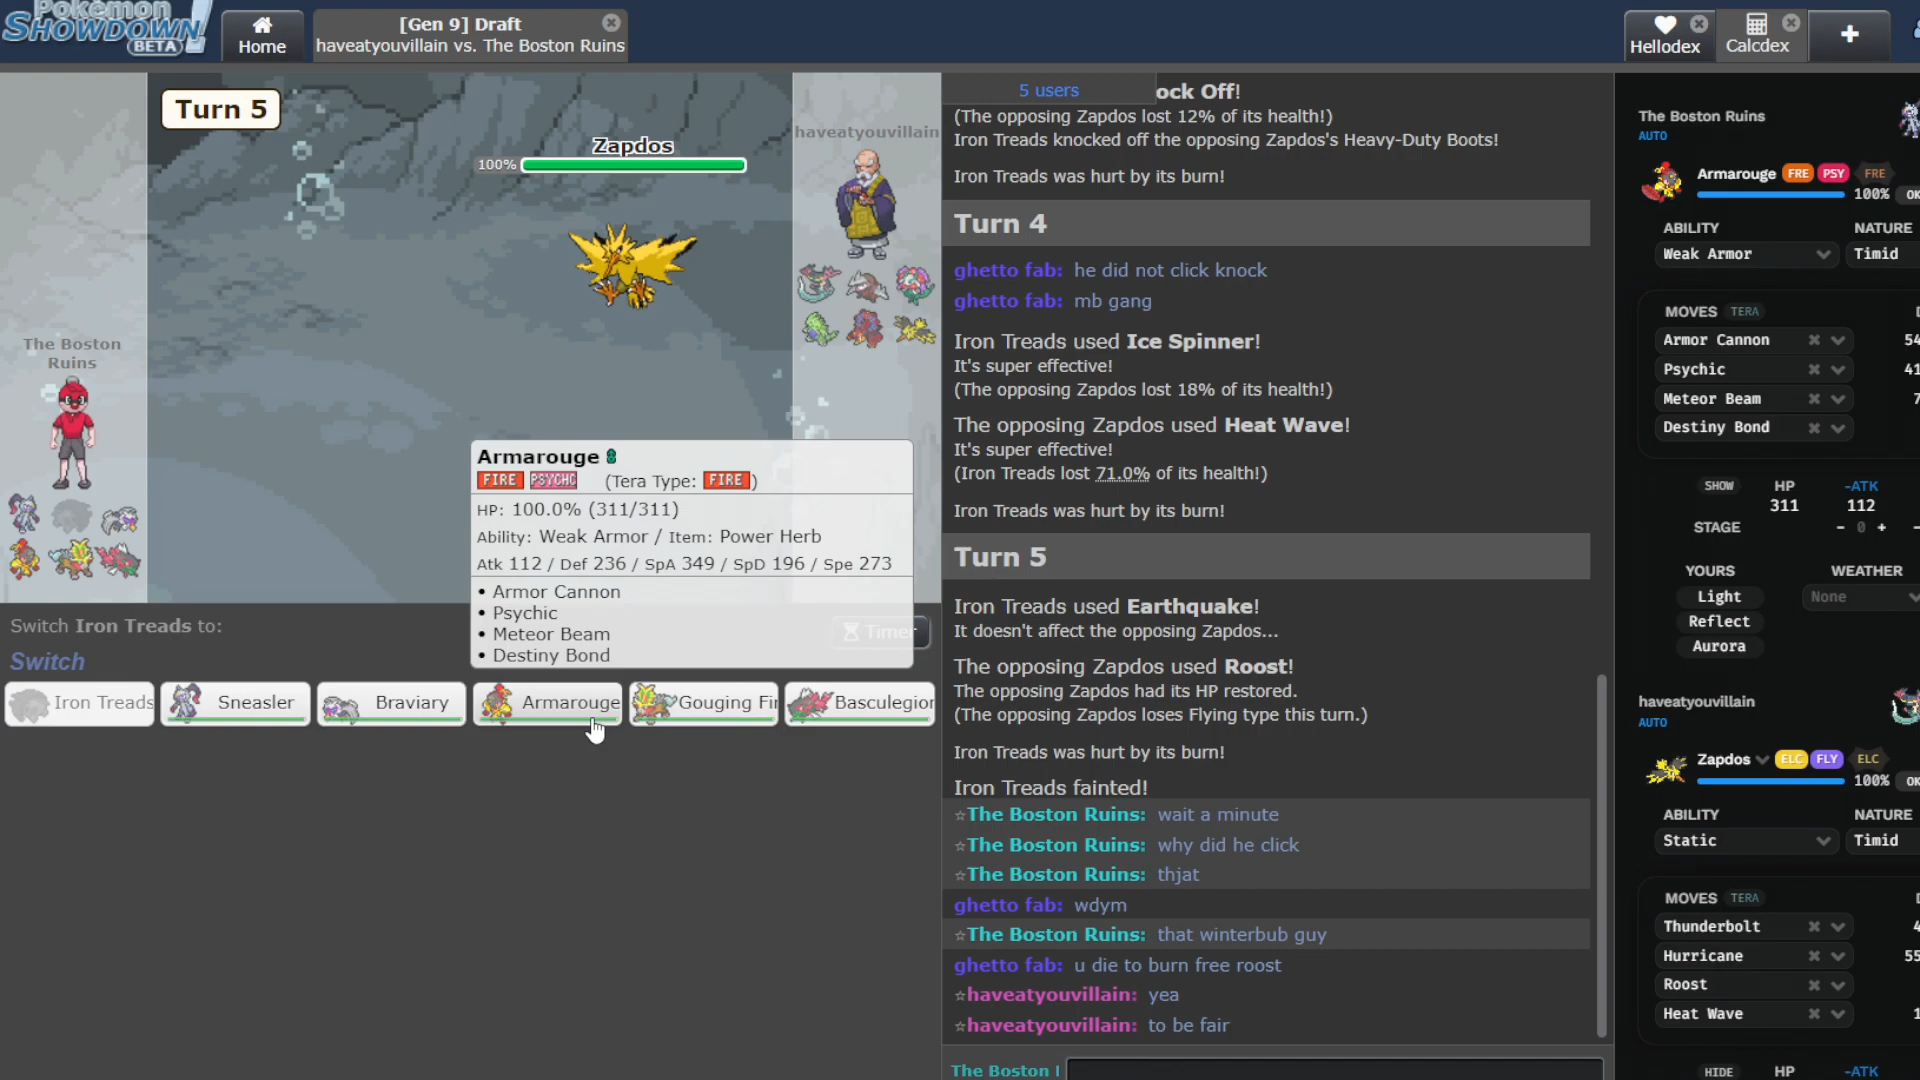 Pokémon
SHOWDOWN!
BETA
Home
[Gen 9] Draft
haveatyouvillain vs. The Boston Ruins
Hellodex
Calcdex
Turn 5
Zapdos
100%
haveatyouvillain
The Boston
Ruins
Armarouge
FIRE PSYCHC (Tera Type: FIRE )
HP: 100.0% (311/311)
Ability: Weak Armor / Item: Power Herb
Atk 112 / Def 236 / SpA 349 / SpD 196 / Spe 273
• Armor Cannon
• Psychic
• Meteor Beam
• Destiny Bond
Timer
Switch Iron Treads to:
Switch
Iron Treads
Sneasler
Braviary
Armarouge
Gouging Fir
Basculegion
5 users
ock Off!
(The opposing Zapdos lost 12% of its health!)
Iron Treads knocked off the opposing Zapdos's Heavy-Duty Boots!
Iron Treads was hurt by its burn!
Turn 4
ghetto fab: he did not click knock
ghetto fab: mb gang
Iron Treads used Ice Spinner!
It's super effective!
(The opposing Zapdos lost 18% of its health!)
The opposing Zapdos used Heat Wave!
It's super effective!
(Iron Treads lost 71.0% of its health!)
Iron Treads was hurt by its burn!
Turn 5
Iron Treads used Earthquake!
It doesn't affect the opposing Zapdos...
The opposing Zapdos used Roost!
The opposing Zapdos had its HP restored.
(The opposing Zapdos loses Flying type this turn.)
Iron Treads was hurt by its burn!
Iron Treads fainted!
☆The Boston Ruins: wait a minute
☆The Boston Ruins: why did he click
☆The Boston Ruins: thjat
ghetto fab: wdym
☆The Boston Ruins: that winterbub guy
ghetto fab: u die to burn free roost
☆haveatyouvillain: yea
☆haveatyouvillain: to be fair
The Boston
The Boston Ruins
AUTO
Armarouge FRE PSY FRE
100% OK
ABILITY NATURE
Weak Armor Timid
MOVES TERA
Armor Cannon 54
Psychic 41
Meteor Beam 7
Destiny Bond
SHOW HP -ATK
311 112
STAGE - 0 + -
YOURS WEATHER
Light None
Reflect
Aurora
haveatyouvillain
AUTO
Zapdos ELC FLY ELC
100% OK
ABILITY NATURE
Static Timid
MOVES TERA
Thunderbolt 4
Hurricane 55
Roost
Heat Wave 1
HIDE HP -ATK